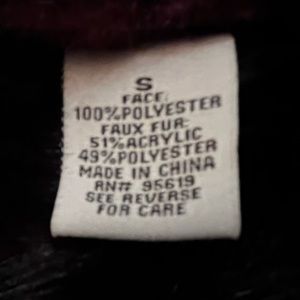 S
FACE:
100%POLYESTER
FAUX FUR:
51%ACRYLIC
49%POLYESTER
MADE IN CHINA
RN# 95619
SEE REVERSE
FOR CARE